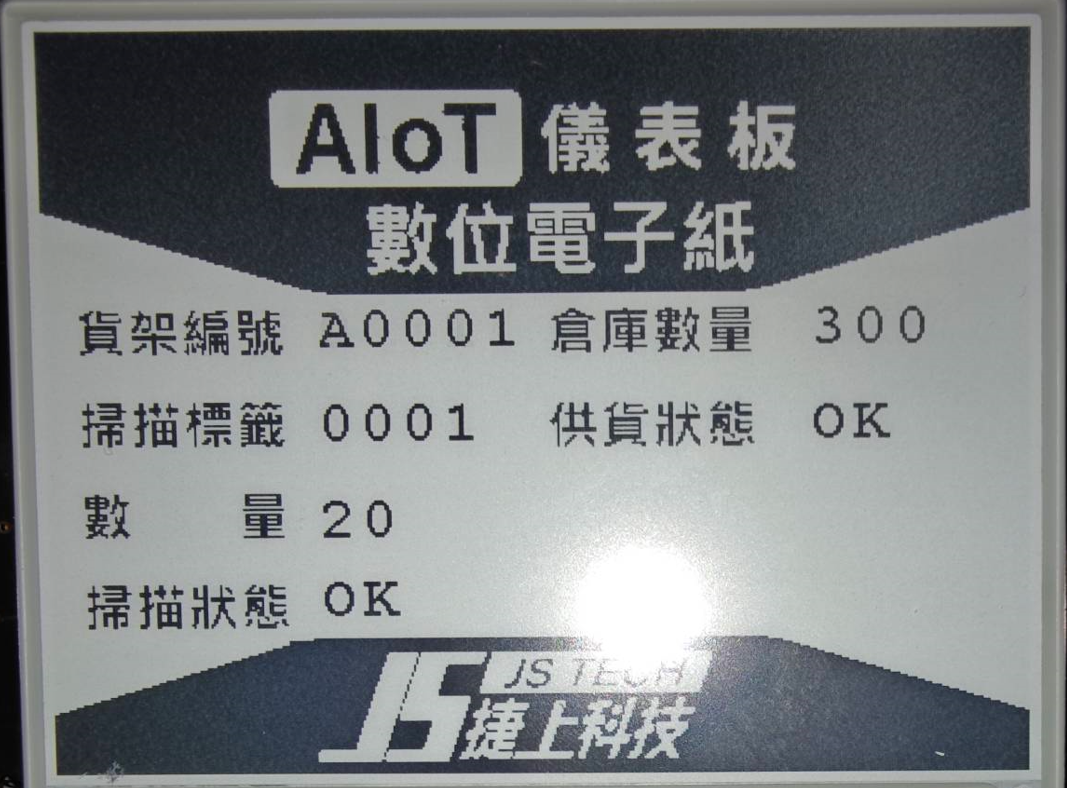 AIoT 儀表板
數位電子紙
貨架編號 A0001 倉庫數量 300
掃描標籤 0001 供貨狀態 OK
數 量 20
掃描狀態 OK
JS JS TECH
捷上科技